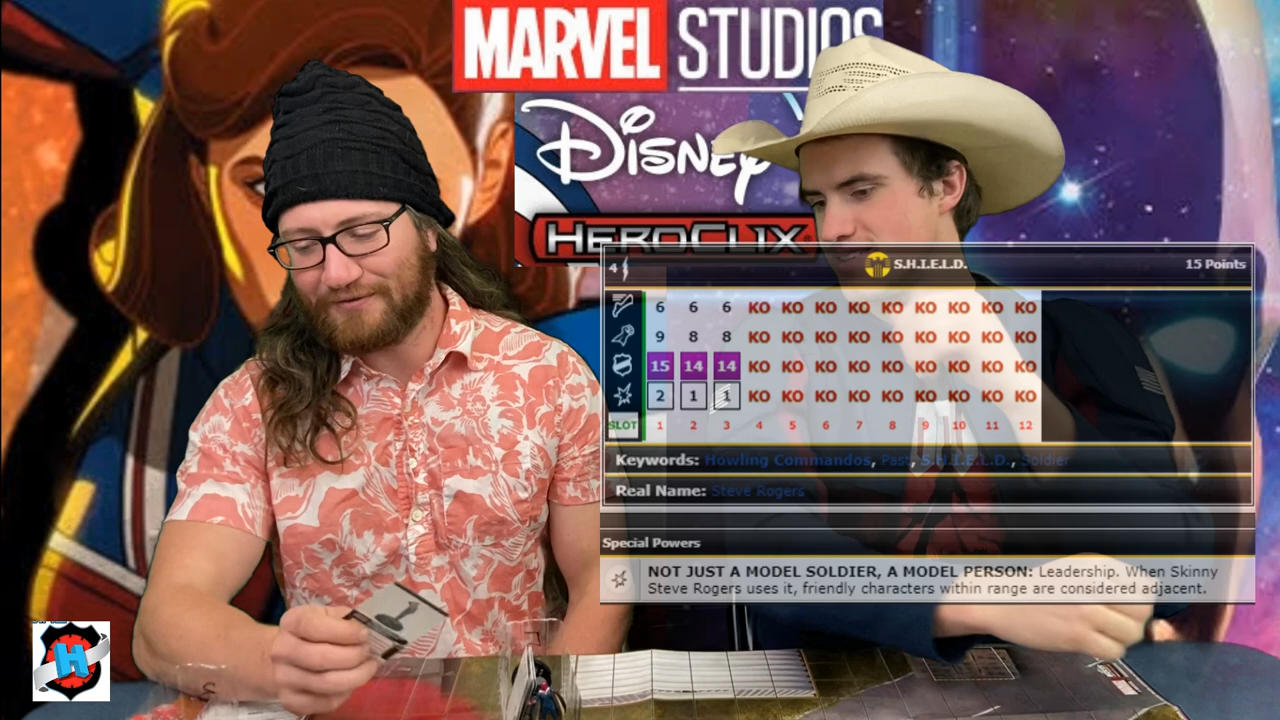 MARVEL STUDIOS
DISNEY
HEROCLIX
4 S.H.I.E.L.D. 15 Points
6 6 6 KO KO KO KO KO KO KO KO KO
9 8 8 KO KO KO KO KO KO KO KO KO
15 14 14 KO KO KO KO KO KO KO KO KO
2 1 1 KO KO KO KO KO KO KO KO KO
SLOT 1 2 3 4 5 6 7 8 9 10 11 12
Keywords: Howling Commandos, Past, S.H.I.E.L.D., Soldier
Real Name: Steve Rogers
Special Powers
NOT JUST A MODEL SOLDIER, A MODEL PERSON: Leadership. When Skinny
Steve Rogers uses it, friendly characters within range are considered adjacent.
H